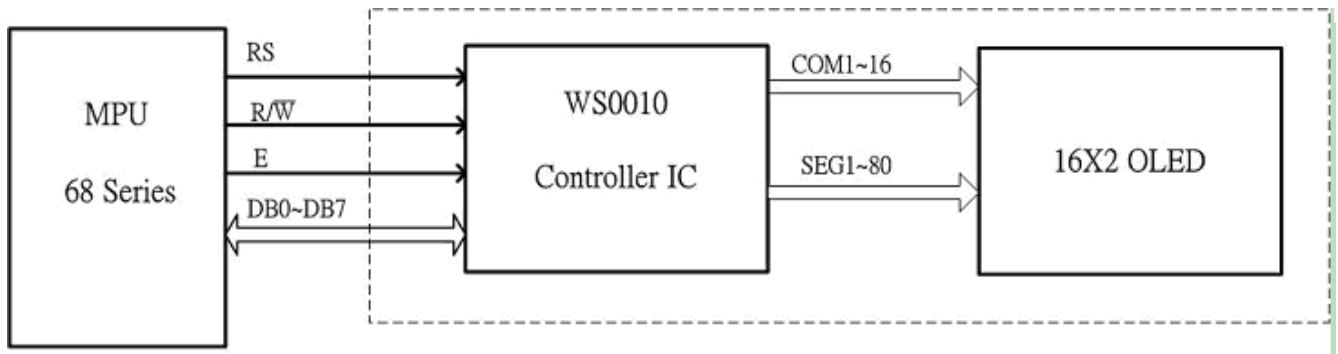 MPU
68 Series
RS
R/W̅
E
DB0~DB7
WS0010
Controller IC
COM1~16
SEG1~80
16X2 OLED